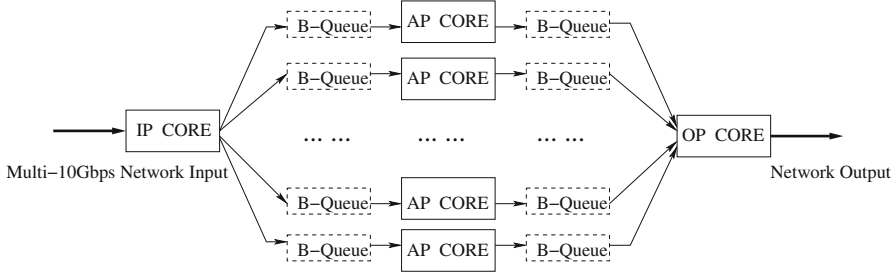 B−Queue AP CORE B−Queue
B−Queue AP CORE B−Queue
IP CORE ... ... ... ... ... ... OP CORE
Multi−10Gbps Network Input Network Output
B−Queue AP CORE B−Queue
B−Queue AP CORE B−Queue